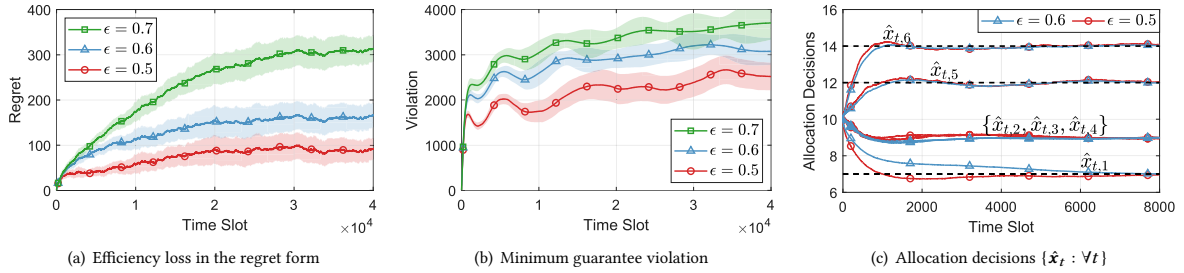 400
300
200
100
0
Regret
ϵ = 0.7
ϵ = 0.6
ϵ = 0.5
0 1 2 3 4
×10⁴
Time Slot
(a) Efficiency loss in the regret form
4000
3000
2000
1000
0
Violation
ϵ = 0.7
ϵ = 0.6
ϵ = 0.5
0 1 2 3 4
×10⁴
Time Slot
(b) Minimum guarantee violation
16
14
12
10
8
6
Allocation Decisions
ϵ = 0.6 ϵ = 0.5
x̂ₜ,₆
x̂ₜ,₅
{x̂ₜ,₂, x̂ₜ,₃, x̂ₜ,₄}
x̂ₜ,₁
0 2000 4000 6000 8000
Time Slot
(c) Allocation decisions {x̂ₜ : ∀t}